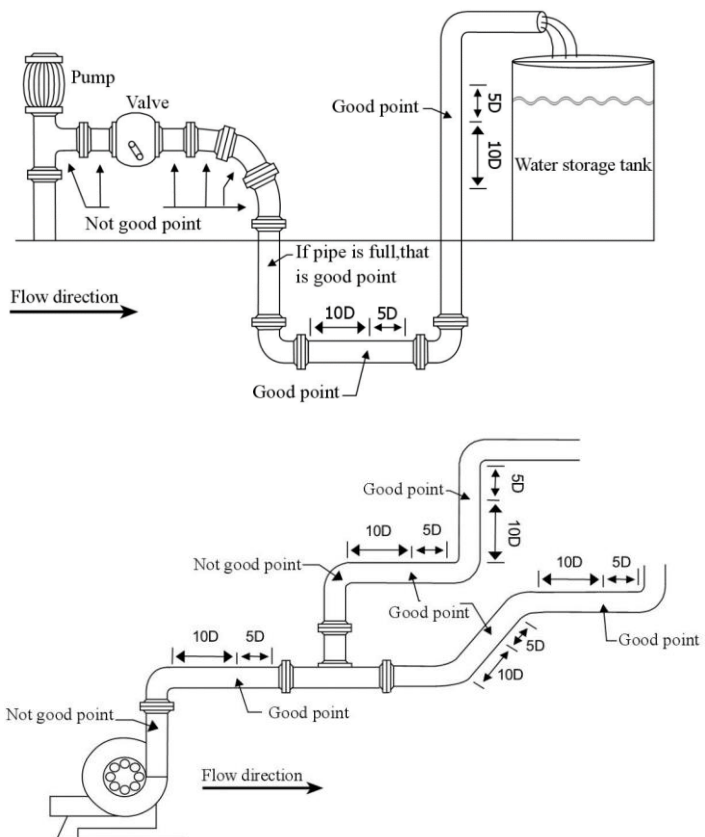 Pump
Valve
Good point
5D
10D
Water storage tank
Not good point
If pipe is full,that
is good point
Flow direction
10D
5D
Good point
Good point
5D
10D
10D
5D
Not good point
10D
5D
Good point
Good point
5D
10D
10D
5D
Not good point
Good point
Flow direction